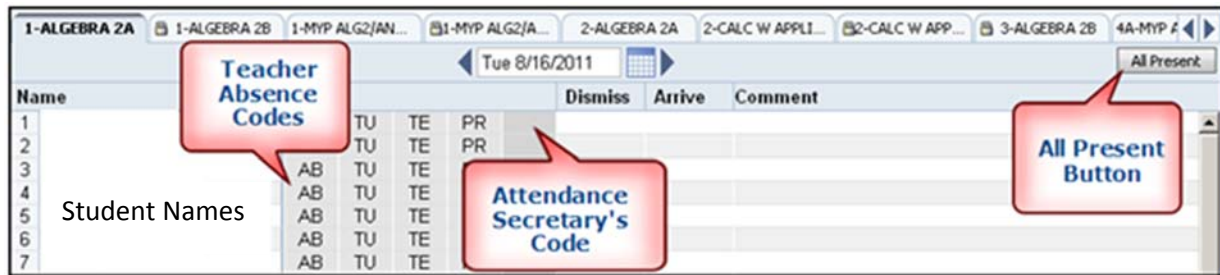 1-ALGEBRA 2A 1-ALGEBRA 2B 1-MYP ALG2/AN... 1-MYP ALG2/A... 2-ALGEBRA 2A 2-CALC W APPLI... 2-CALC W APP... 3-ALGEBRA 2B 4A-MYP
Tue 8/16/2011 All Present
Name Dismiss Arrive Comment
Teacher Absence Codes
1 TU TE PR
2 TU TE PR
3 AB TU TE
4 AB TU TE
5 AB TU TE
6 AB TU TE
7 AB TU TE
Student Names
Attendance Secretary's Code
All Present Button